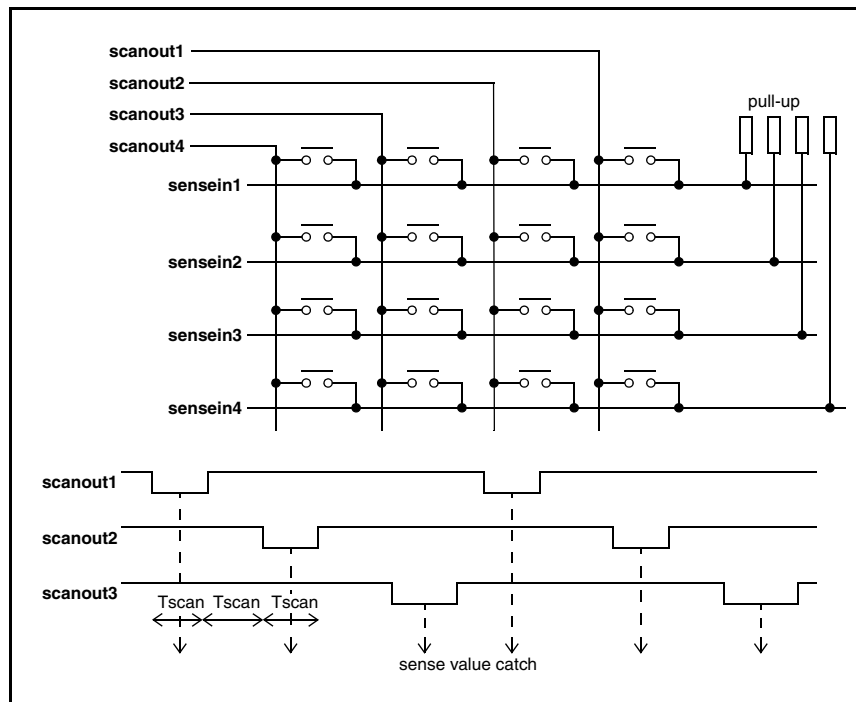 scanout1
scanout2
scanout3
pull-up
scanout4
sensein1
sensein2
sensein3
sensein4
scanout1
scanout2
scanout3
Tscan Tscan Tscan
sense value catch